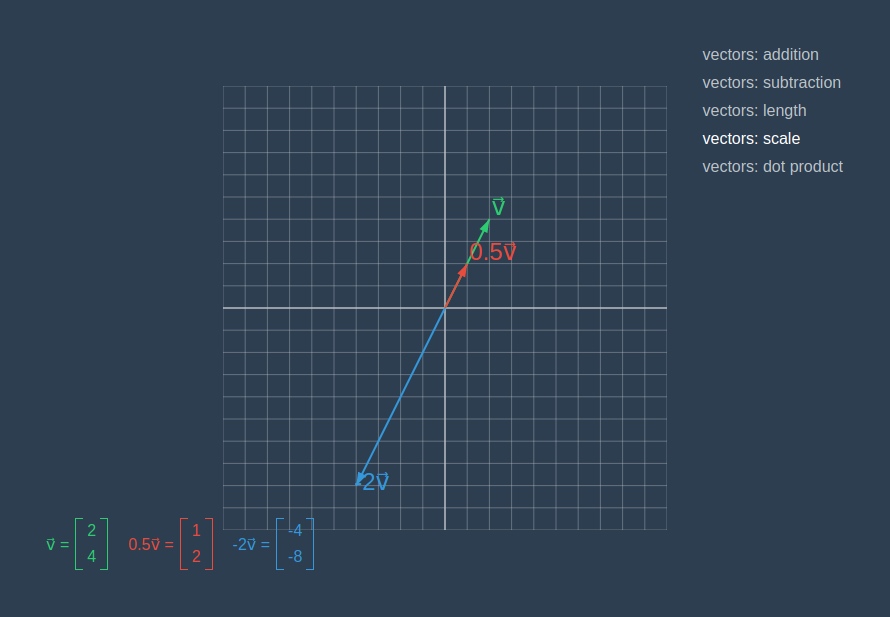 vectors: addition
vectors: subtraction
vectors: length
vectors: scale
vectors: dot product
v⃗
0.5v⃗
-2v⃗
v⃗ = [2 4] 0.5v⃗ = [1 2] -2v⃗ = [-4 -8]